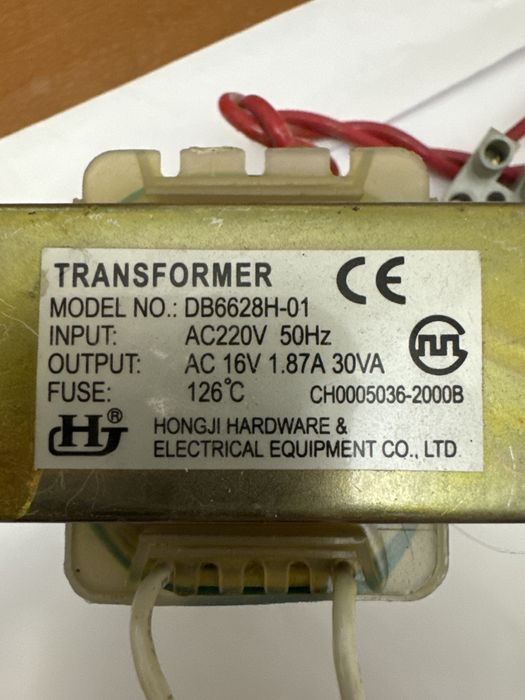 TRANSFORMER
MODEL NO.: DB6628H-01
INPUT: AC220V 50Hz
OUTPUT: AC 16V 1.87A 30VA
FUSE: 126℃ CH0005036-2000B
CE
HJ®
HONGJI HARDWARE &
ELECTRICAL EQUIPMENT CO., LTD